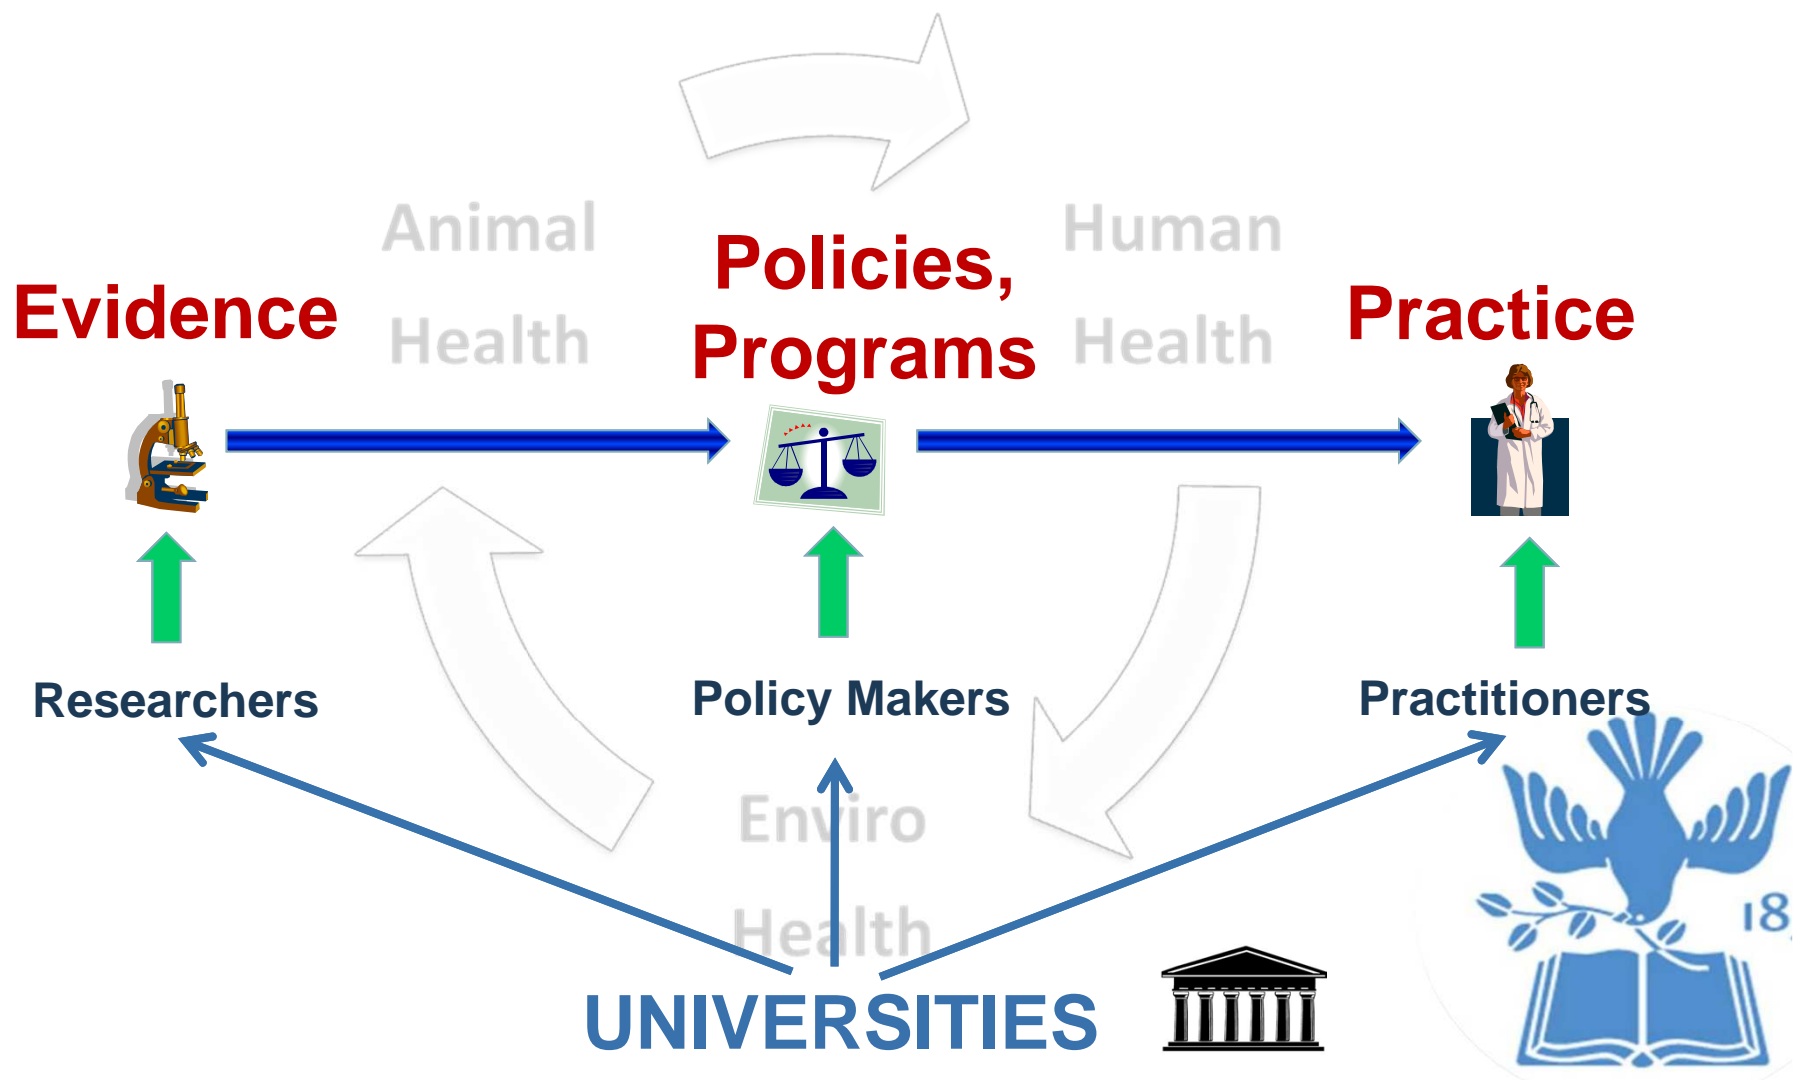 Animal
Health
Human
Health
Evidence
Policies,
Programs
Practice
Researchers
Policy Makers
Practitioners
Enviro
Health
18
UNIVERSITIES